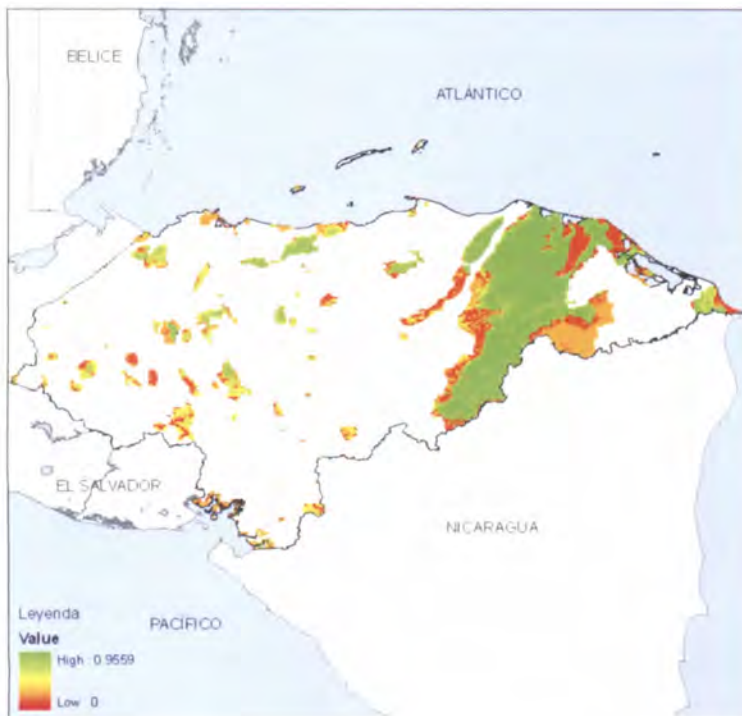 BELICE
ATLÁNTICO
EL SALVADOR
NICARAGUA
PACÍFICO
Leyenda
Value
High : 0.9559
Low : 0